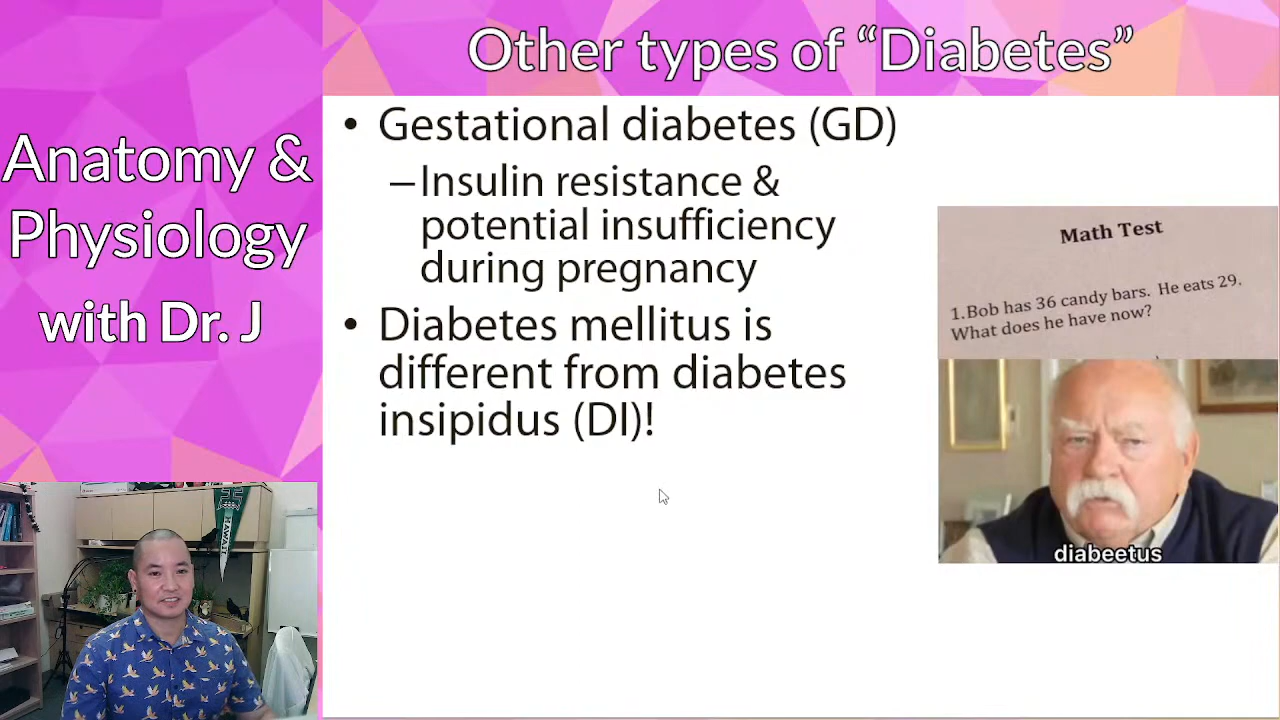 Other types of “Diabetes”
Anatomy &
Physiology
with Dr. J
• Gestational diabetes (GD)
–Insulin resistance &
potential insufficiency
during pregnancy
• Diabetes mellitus is
different from diabetes
insipidus (DI)!
Math Test
1.Bob has 36 candy bars. He eats 29.
What does he have now?
diabeetus
HAWAI'I